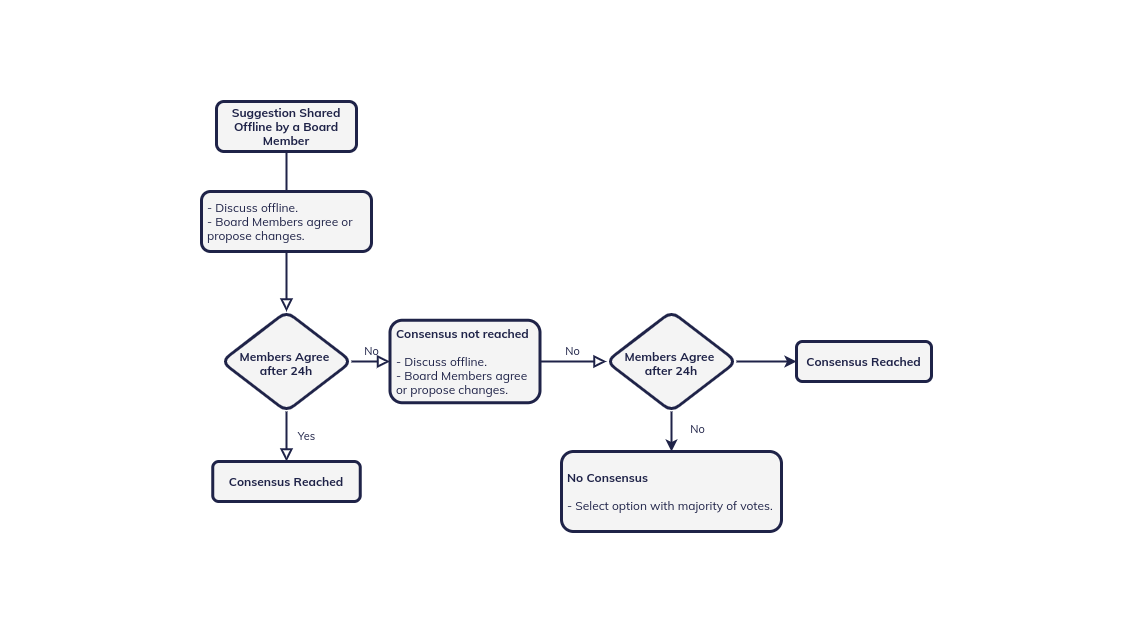 Suggestion Shared
Offline by a Board
Member
- Discuss offline.
- Board Members agree or
propose changes.
Members Agree
after 24h
No
Consensus not reached
- Discuss offline.
- Board Members agree
or propose changes.
No
Members Agree
after 24h
Consensus Reached
Yes
No
Consensus Reached
No Consensus
- Select option with majority of votes.